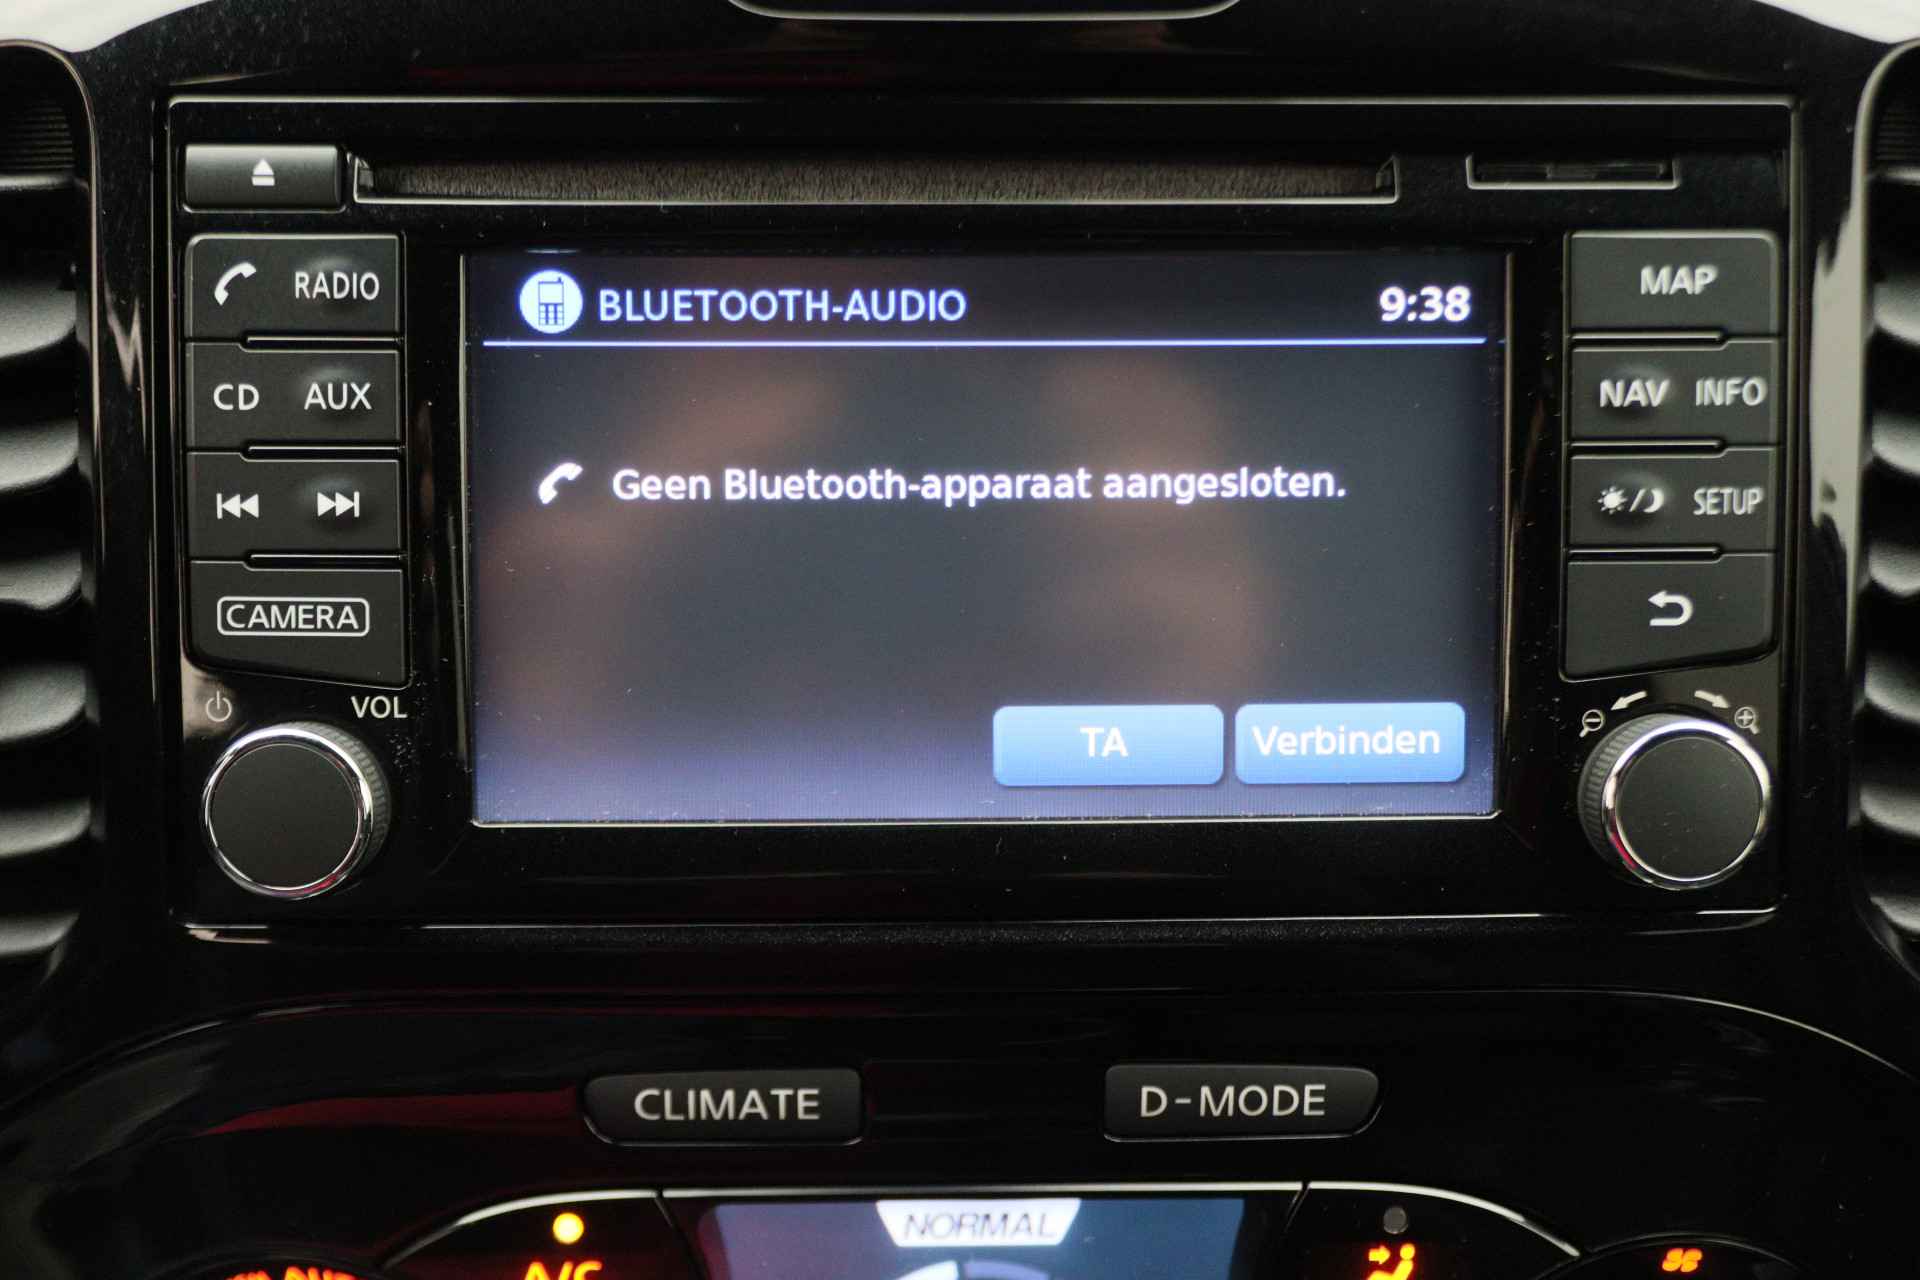 RADIO
CD AUX
CAMERA
VOL
BLUETOOTH-AUDIO 9:38
Geen Bluetooth-apparaat aangesloten.
TA Verbinden
MAP
NAV INFO
SETUP
CLIMATE D-MODE
NORMAL
A/C